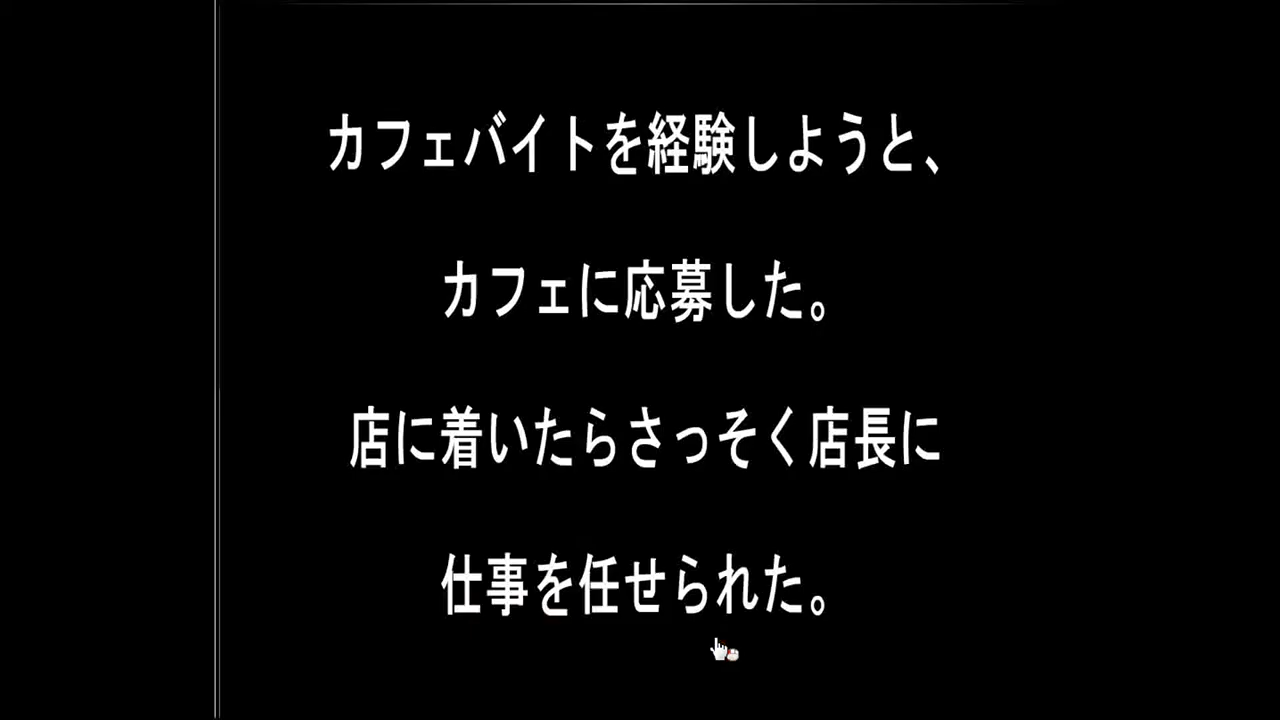 カフェバイトを経験しようと、
カフェに応募した。
店に着いたらさっそく店長に
仕事を任せられた。